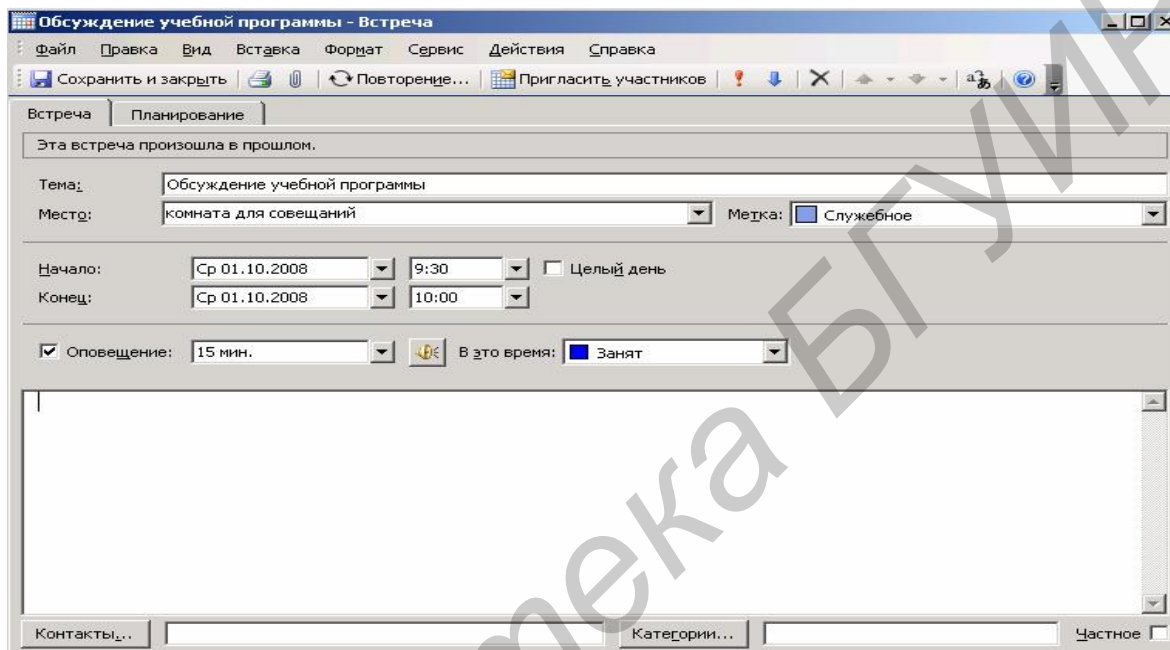 Обсуждение учебной программы - Встреча
Файл Правка Вид Вставка Формат Сервис Действия Справка
Сохранить и закрыть Повторение... Пригласить участников
Встреча Планирование
Эта встреча произошла в прошлом.
Тема: Обсуждение учебной программы
Место: комната для совещаний Метка: Служебное
Начало: Ср 01.10.2008 9:30 Целый день
Конец: Ср 01.10.2008 10:00
Оповещение: 15 мин. В это время: Занят
Контакты... Категории... Частное
тека БГУИР